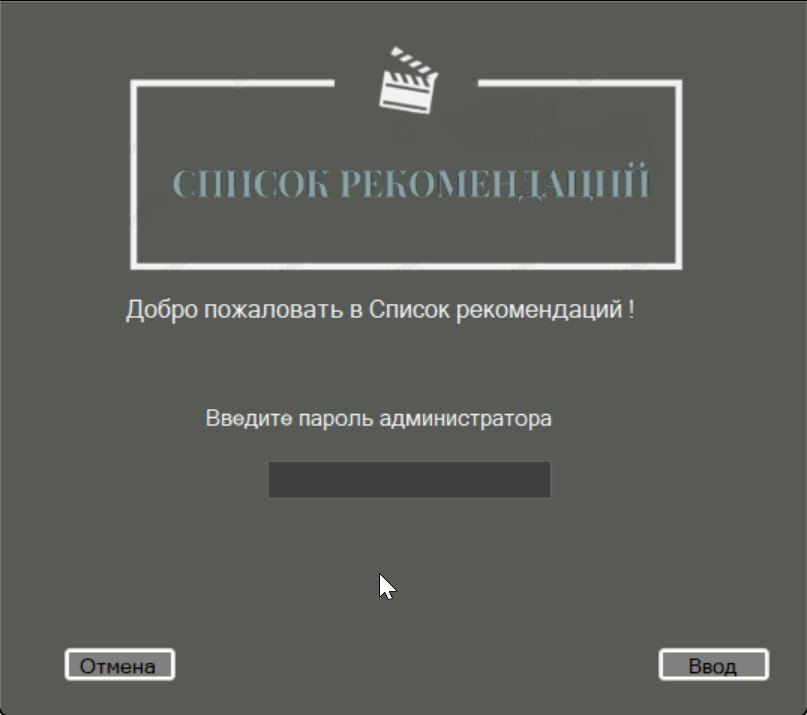 СПИСОК РЕКОМЕНДАЦИЙ
Добро пожаловать в Список рекомендаций !
Введите пароль администратора
Отмена
Ввод